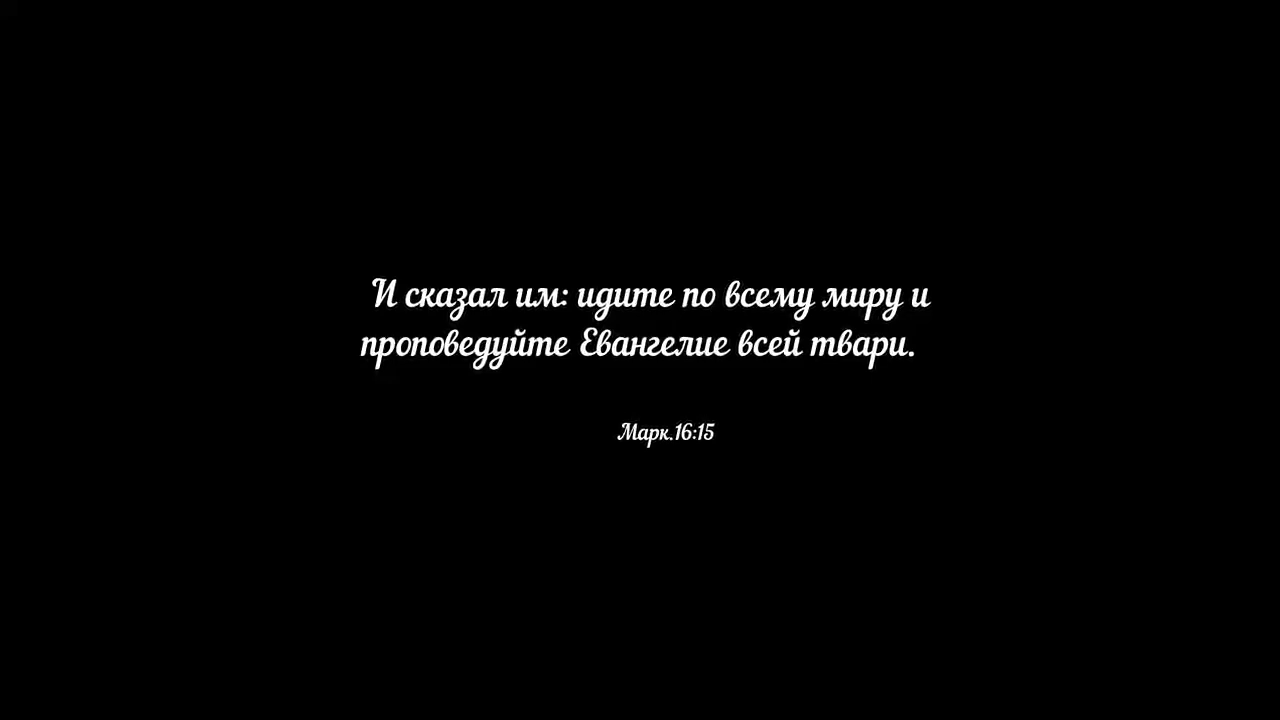 И сказал им: идите по всему миру и
проповедуйте Евангелие всей твари.
Марк.16:15